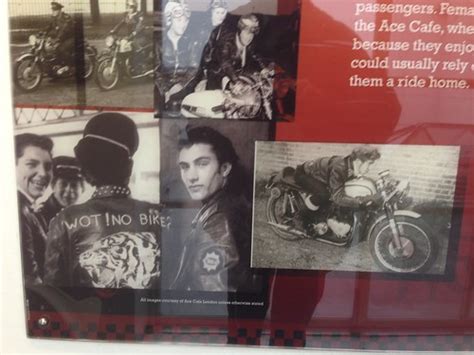 passengers. Fema
the Ace Cafe, whe
because they enjo
could usually rely
them a ride home.
WOT! NO BIKE?
All images courtesy of Ace Cafe London unless otherwise stated